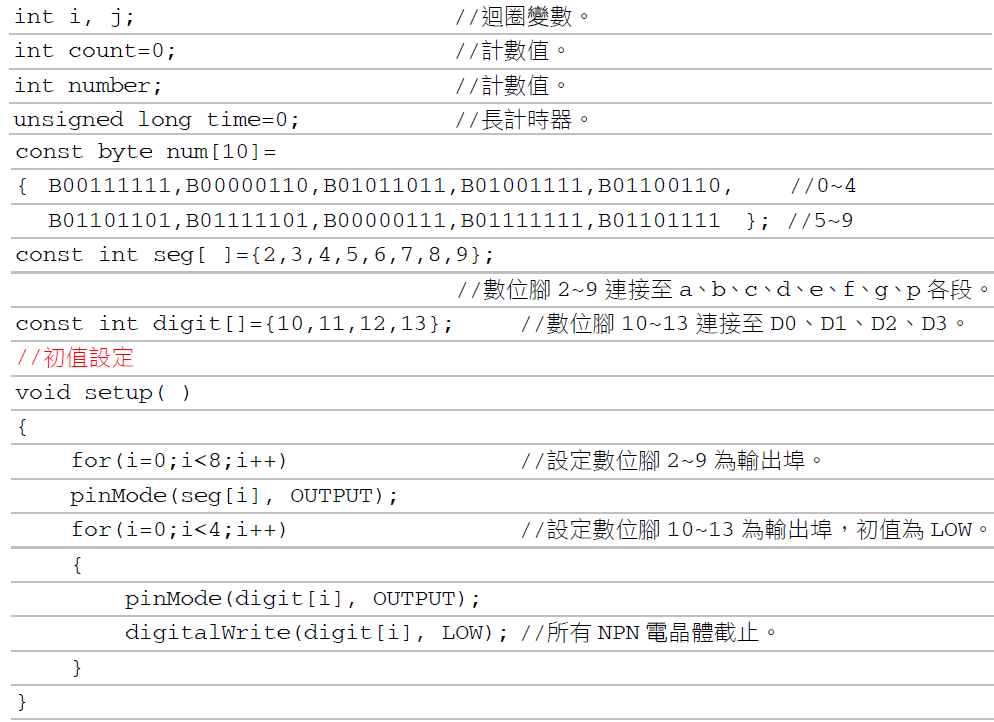 int i, j; //迴圈變數。
int count=0; //計數值。
int number; //計數值。
unsigned long time=0; //長計時器。
const byte num[10]=
{ B00111111,B00000110,B01011011,B01001111,B01100110, //0~4
B01101101,B01111101,B00000111,B01111111,B01101111 }; //5~9
const int seg[ ]={2,3,4,5,6,7,8,9};
//數位腳 2~9 連接至 a、b、c、d、e、f、g、p 各段。
const int digit[]={10,11,12,13}; //數位腳 10~13 連接至 D0、D1、D2、D3。
//初值設定
void setup( )
{
for(i=0;i<8;i++) //設定數位腳 2~9 為輸出埠。
pinMode(seg[i], OUTPUT);
for(i=0;i<4;i++) //設定數位腳 10~13 為輸出埠，初值為 LOW。
{
pinMode(digit[i], OUTPUT);
digitalWrite(digit[i], LOW); //所有 NPN 電晶體截止。
}
}